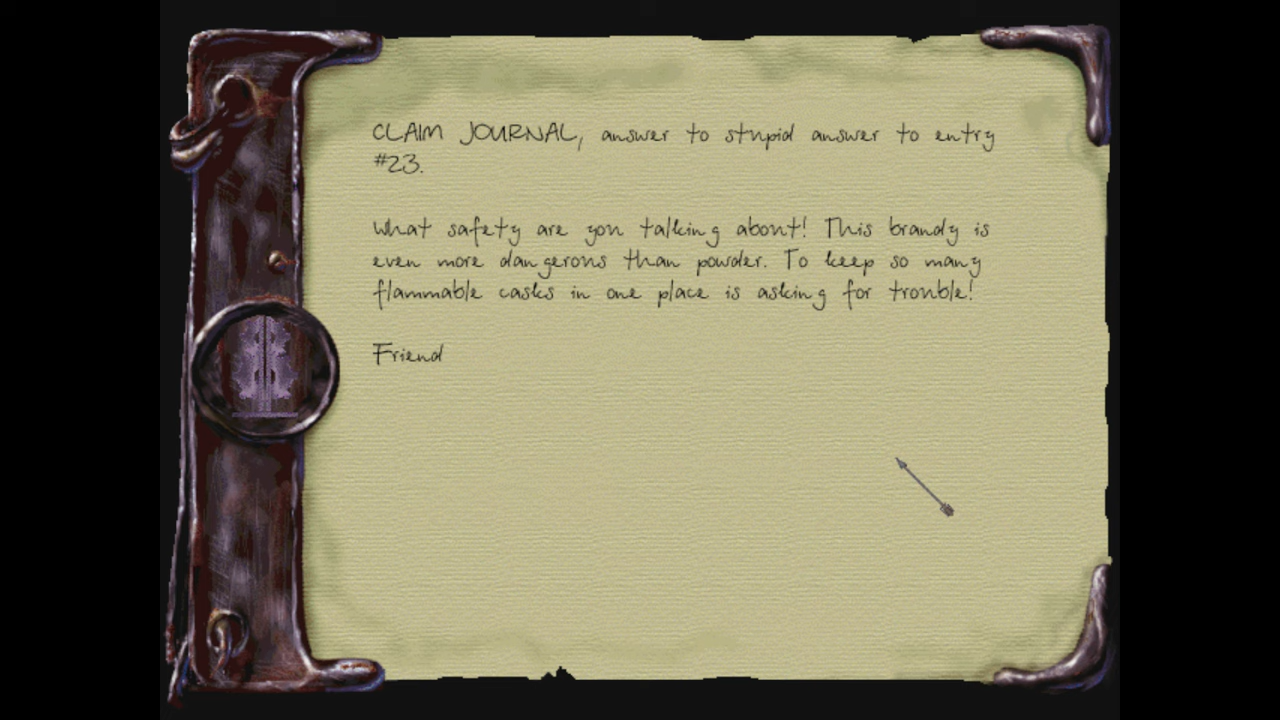 CLAIM JOURNAL, answer to stupid answer to entry
#23.
What safety are you talking about! This brandy is
even more dangerous than powder. To keep so many
flammable casks in one place is asking for trouble!
Friend